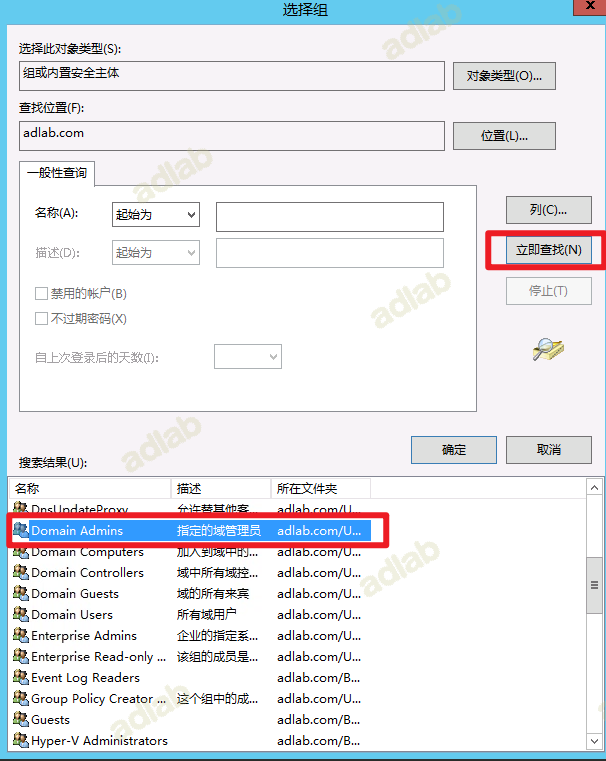 选择组
x
选择此对象类型(S):
组或内置安全主体
对象类型(O)...
查找位置(F):
adlab.com
位置(L)...
一般性查询
名称(A):
起始为
列(C)...
描述(D):
起始为
立即查找(N)
禁用的帐户(B)
停止(T)
不过期密码(X)
自上次登录后的天数(I):
确定
取消
搜索结果(U):
名称 描述 所在文件夹
DnsUpdateProxy 允许替其他客... adlab.com/U...
Domain Admins 指定的域管理员 adlab.com/U...
Domain Computers 加入到域中的... adlab.com/U...
Domain Controllers 域中所有域控... adlab.com/U...
Domain Guests 域的所有来宾 adlab.com/U...
Domain Users 所有域用户 adlab.com/U...
Enterprise Admins 企业的指定系... adlab.com/U...
Enterprise Read-only ... 该组的成员是... adlab.com/U...
Event Log Readers adlab.com/B...
Group Policy Creator ... 这个组中的成... adlab.com/U...
Guests adlab.com/B...
Hyper-V Administrators adlab.com/B...
adlab
adlab
adlab
adlab
adlab
adlab